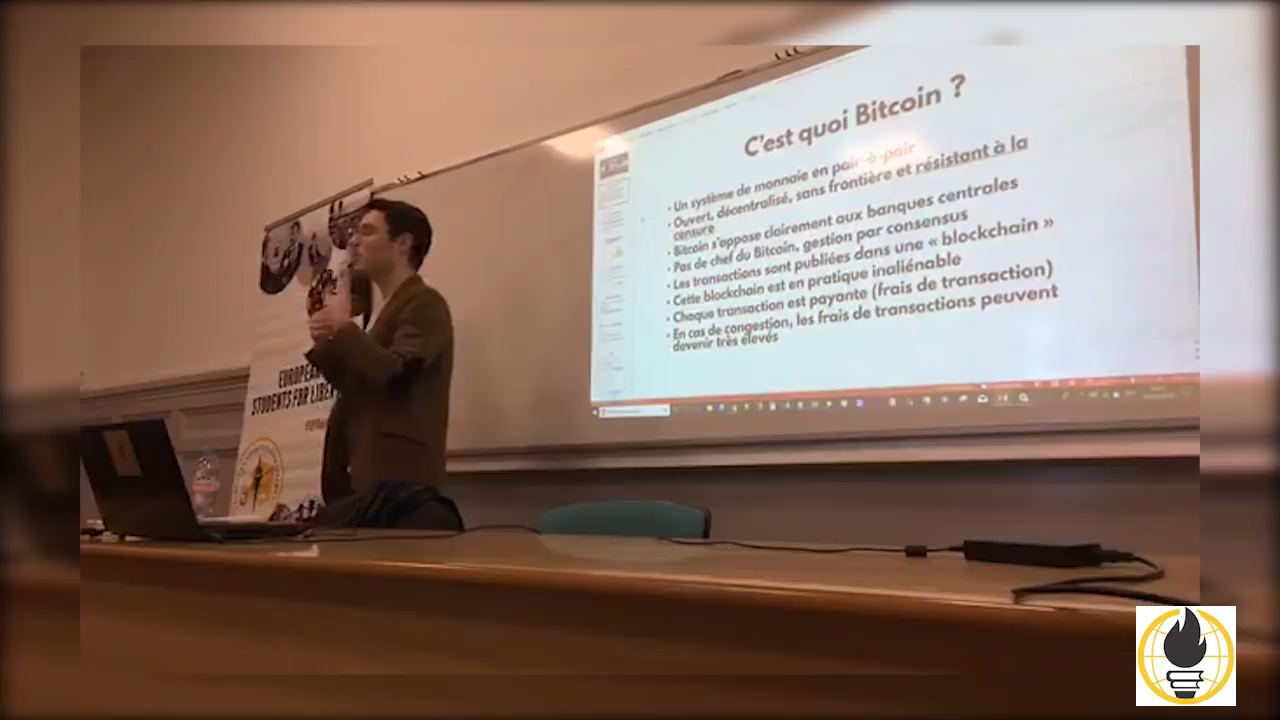 C'est quoi Bitcoin ?
• Un système de monnaie en pair-à-pair
• Ouvert, décentralisé, sans frontière et résistant à la
censure
• Bitcoin s'oppose clairement aux banques centrales
• Pas de chef du Bitcoin, gestion par consensus
• Les transactions sont publiées dans une « blockchain »
• Cette blockchain est en pratique inaliénable
• Chaque transaction est payante (frais de transaction)
• En cas de congestion, les frais de transactions peuvent
devenir très élevés
EUROPEAN
STUDENTS FOR